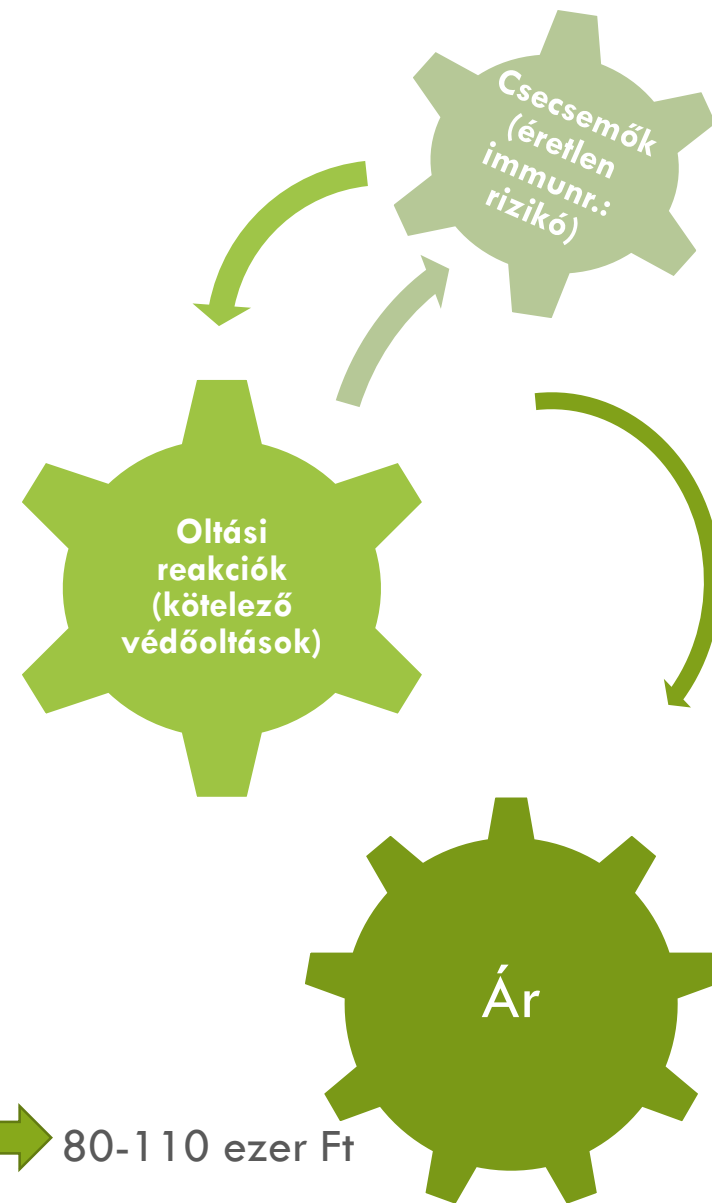 Csecsemők
(éretlen
immunr.:
rizikó)
Oltási
reakciók
(kötelező
védőoltások)
Ár
80-110 ezer Ft